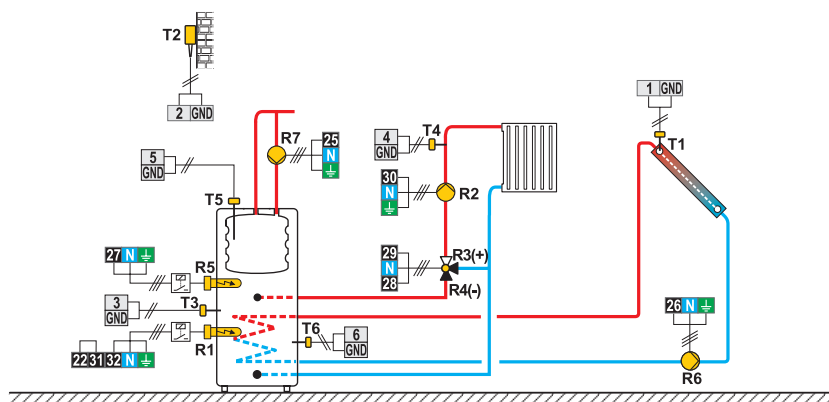 T2
2 GND
1 GND
T1
R7
25
N
4
GND
T4
5
GND
T5
30
N
R2
29
N
28
R3(+)
R4(-)
27 N
R5
3
GND
T3
R1
22 31 32 N
T6
6
GND
26 N
R6